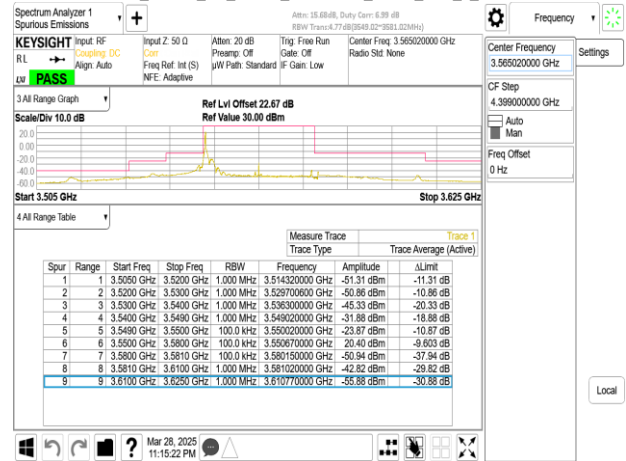 Spectrum Analyzer 1
Spurious Emissions
Attn: 15.68dB, Duty Corr: 6.99 dB
RBW Trans:4.77 dB(3549.02~3581.02MHz)
Frequency
Settings
KEYSIGHT
RL
LXI PASS
Input: RF
Coupling: DC
Align: Auto
Input Z: 50 Ω
Corr
Freq Ref: Int (S)
NFE: Adaptive
Atten: 20 dB
Preamp: Off
µW Path: Standard
Trig: Free Run
Gate: Off
IF Gain: Low
Center Freq: 3.565020000 GHz
Radio Std: None
Center Frequency
3.565020000 GHz
CF Step
4.399000000 GHz
Auto
Man
Freq Offset
0 Hz
3 All Range Graph
Scale/Div 10.0 dB
Ref Lvl Offset 22.67 dB
Ref Value 30.00 dBm
20.0
0.00
-20.0
-40.0
-60.0
Start 3.505 GHz
Stop 3.625 GHz
4 All Range Table
Measure Trace Trace 1
Trace Type Trace Average (Active)
Spur Range Start Freq Stop Freq RBW Frequency Amplitude ΔLimit
1 1 3.5050 GHz 3.5200 GHz 1.000 MHz 3.514320000 GHz -51.31 dBm -11.31 dB
2 2 3.5200 GHz 3.5300 GHz 1.000 MHz 3.529700600 GHz -50.86 dBm -10.86 dB
3 3 3.5300 GHz 3.5400 GHz 1.000 MHz 3.536300000 GHz -45.33 dBm -20.33 dB
4 4 3.5400 GHz 3.5490 GHz 1.000 MHz 3.549020000 GHz -31.88 dBm -18.88 dB
5 5 3.5490 GHz 3.5500 GHz 100.0 kHz 3.550020000 GHz -23.87 dBm -10.87 dB
6 6 3.5500 GHz 3.5800 GHz 100.0 kHz 3.550670000 GHz 20.40 dBm -9.603 dB
7 7 3.5800 GHz 3.5810 GHz 100.0 kHz 3.580150000 GHz -50.94 dBm -37.94 dB
8 8 3.5810 GHz 3.6100 GHz 1.000 MHz 3.581020000 GHz -42.82 dBm -29.82 dB
9 9 3.6100 GHz 3.6250 GHz 1.000 MHz 3.610770000 GHz -55.88 dBm -30.88 dB
Local
Mar 28, 2025
11:15:22 PM